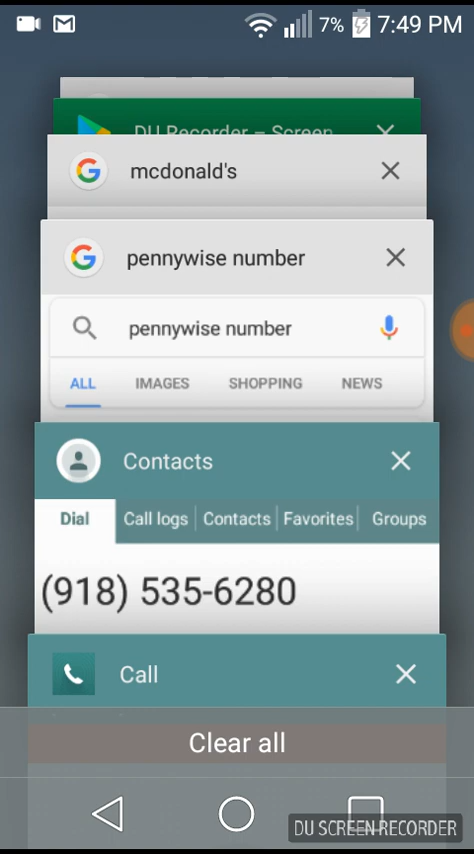 7% 7:49 PM
DU Recorder – Screen
mcdonald's
pennywise number
pennywise number
ALL IMAGES SHOPPING NEWS
Contacts
Dial Call logs Contacts Favorites Groups
(918) 535-6280
Call
Clear all
DU SCREEN RECORDER